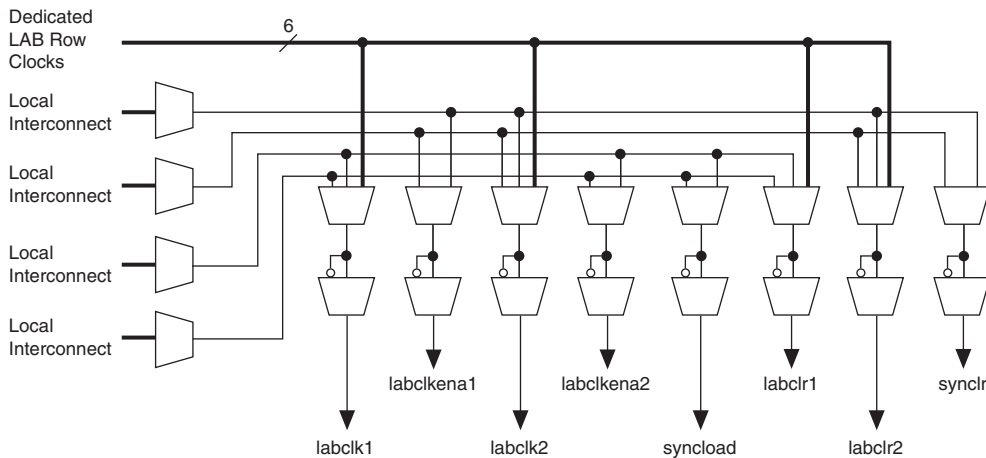 Dedicated
LAB Row
Clocks
6
Local
Interconnect
Local
Interconnect
Local
Interconnect
Local
Interconnect
labclkena1
labclkena2
labclr1
synclr
labclk1
labclk2
syncload
labclr2